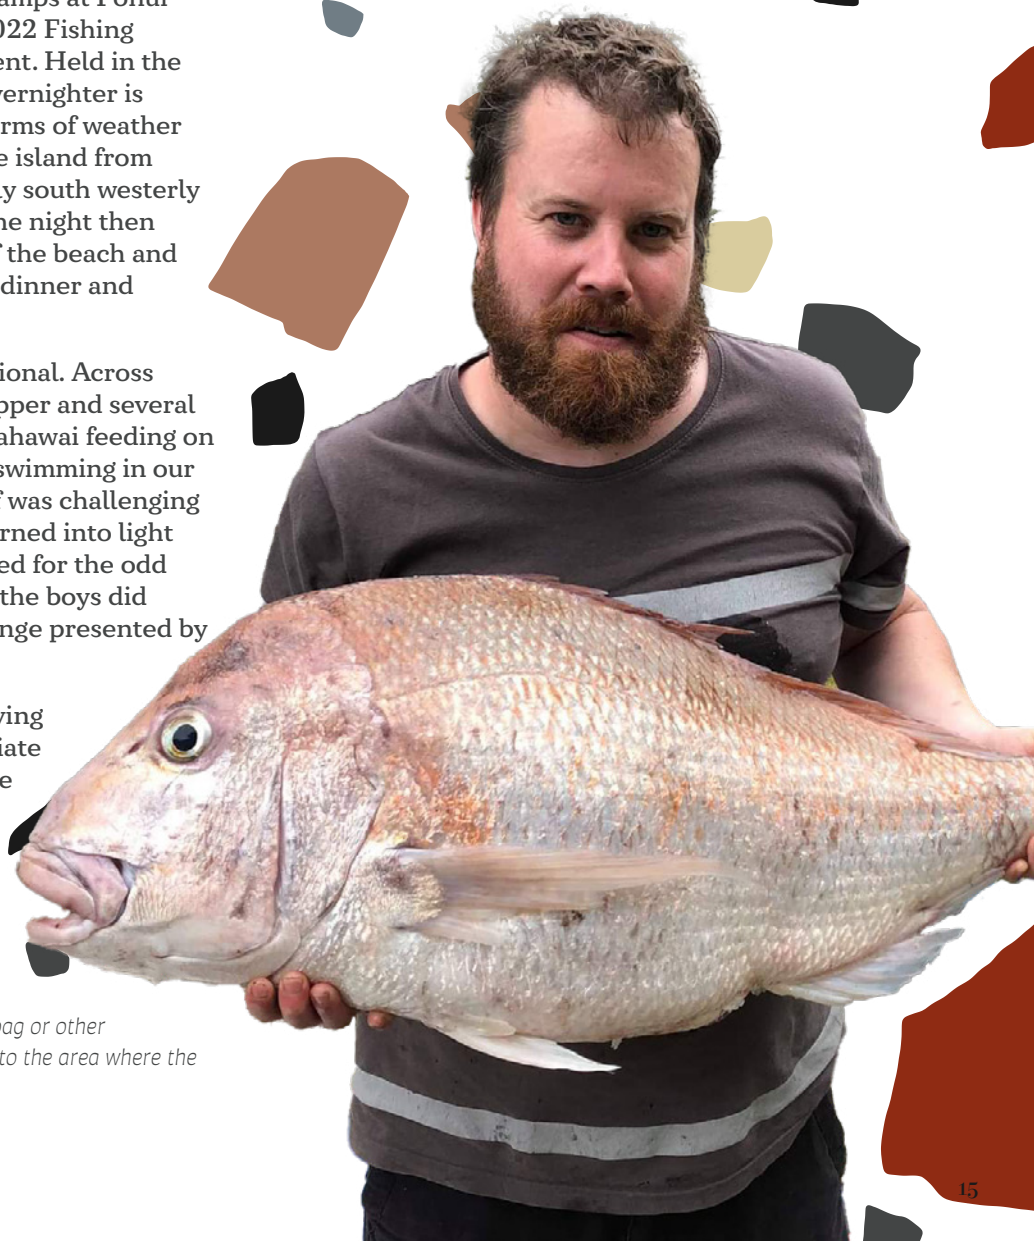 022 Fishing
ent. Held in the
vernighter is
rms of weather
e island from
ly south westerly
he night then
f the beach and
dinner and
ional. Across
pper and several
ahawai feeding on
swimming in our
f was challenging
rned into light
ed for the odd
the boys did
nge presented by
ving
iate
e
bag or other
to the area where the
15